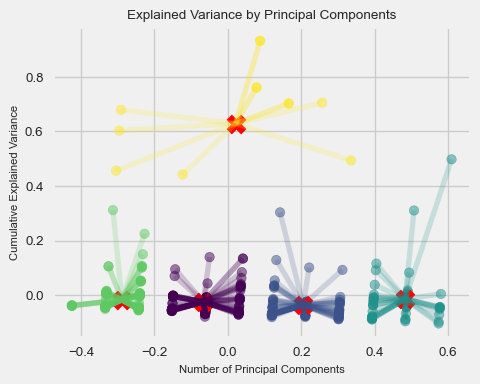 Explained Variance by Principal Components
Cumulative Explained Variance
0.8
0.6
0.4
0.2
0.0
−0.4 −0.2 0.0 0.2 0.4 0.6
Number of Principal Components